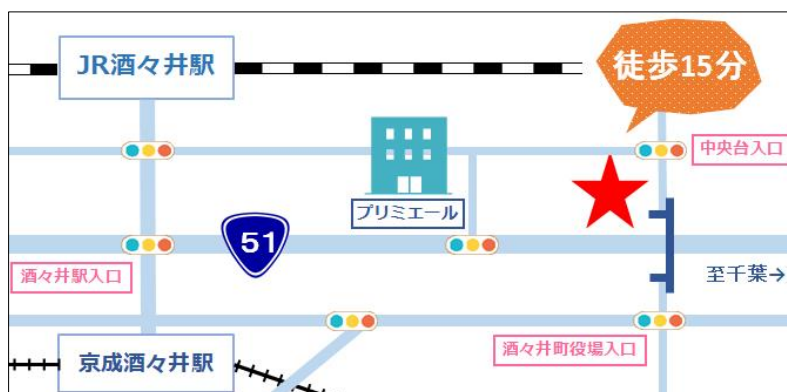 JR酒々井駅
徒歩15分
中央台入口
プリミエール
51
酒々井駅入口
至千葉→
酒々井町役場入口
京成酒々井駅